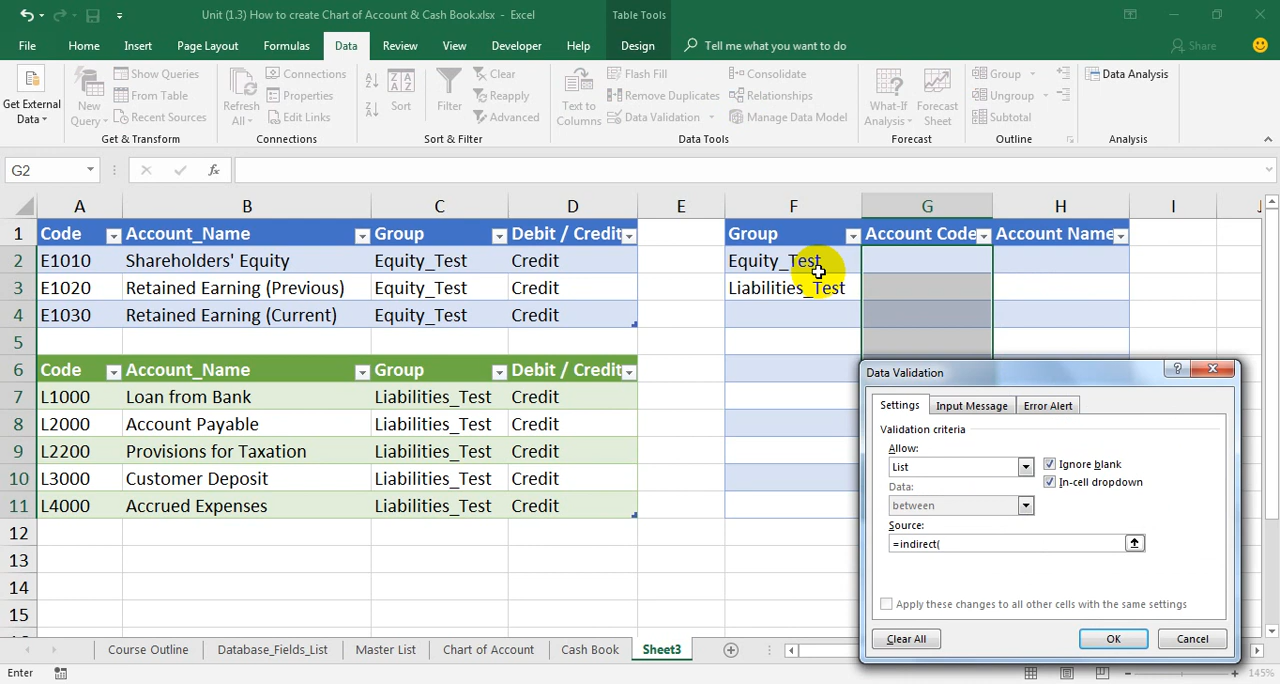 Unit (1.3) How to create Chart of Account & Cash Book.xlsx - Excel
Table Tools
File Home Insert Page Layout Formulas Data Review View Developer Help Design Tell me what you want to do Share
Get External Data
New Query
Show Queries
From Table
Recent Sources
Get & Transform
Refresh All
Connections
Properties
Edit Links
Connections
Sort
Filter
Clear
Reapply
Advanced
Sort & Filter
Text to Columns
Flash Fill
Remove Duplicates
Data Validation
Consolidate
Relationships
Manage Data Model
Data Tools
What-If Analysis
Forecast Sheet
Forecast
Group
Ungroup
Subtotal
Outline
Data Analysis
Analysis
G2 fx
A B C D E F G H I J
1 Code Account_Name Group Debit / Credit Group Account Code Account Name
2 E1010 Shareholders' Equity Equity_Test Credit Equity_Test
3 E1020 Retained Earning (Previous) Equity_Test Credit Liabilities_Test
4 E1030 Retained Earning (Current) Equity_Test Credit
5
6 Code Account_Name Group Debit / Credit
7 L1000 Loan from Bank Liabilities_Test Credit
8 L2000 Account Payable Liabilities_Test Credit
9 L2200 Provisions for Taxation Liabilities_Test Credit
10 L3000 Customer Deposit Liabilities_Test Credit
11 L4000 Accrued Expenses Liabilities_Test Credit
12
13
14
15
Data Validation
Settings Input Message Error Alert
Validation criteria
Allow:
List Ignore blank
In-cell dropdown
Data:
between
Source:
=indirect(
Apply these changes to all other cells with the same settings
Clear All OK Cancel
Course Outline Database_Fields_List Master List Chart of Account Cash Book Sheet3
Enter 145%